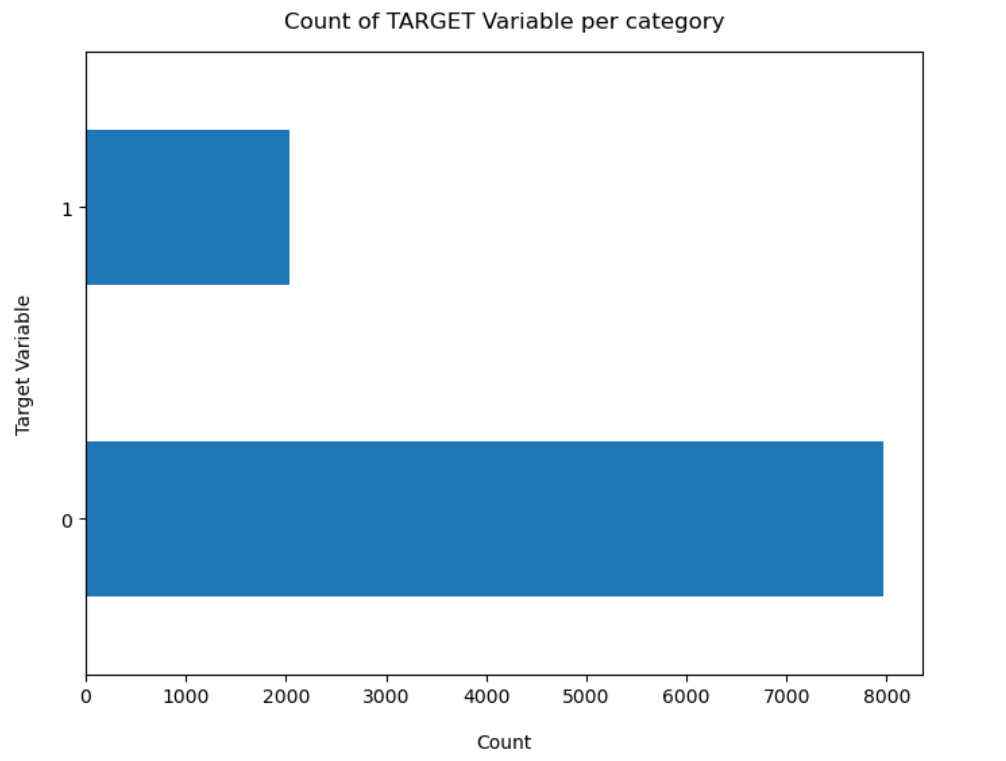 Count of TARGET Variable per category
1
Target Variable
0
0 1000 2000 3000 4000 5000 6000 7000 8000
Count